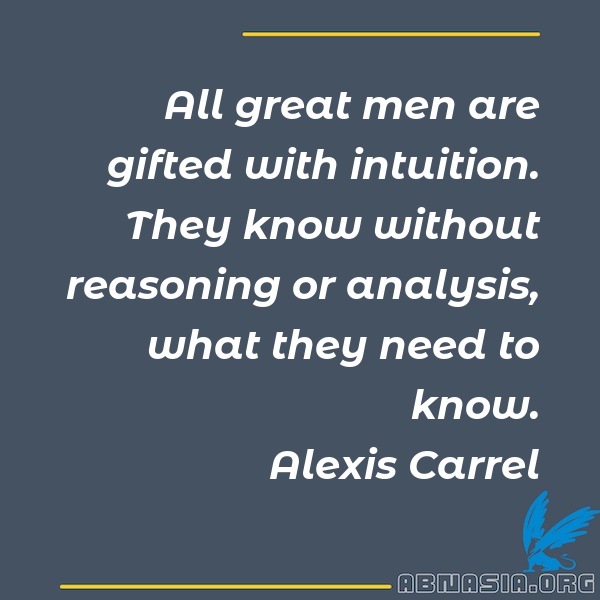 All great men are
gifted with intuition.
They know without
reasoning or analysis,
what they need to
know.
Alexis Carrel
ABNASIA.ORG